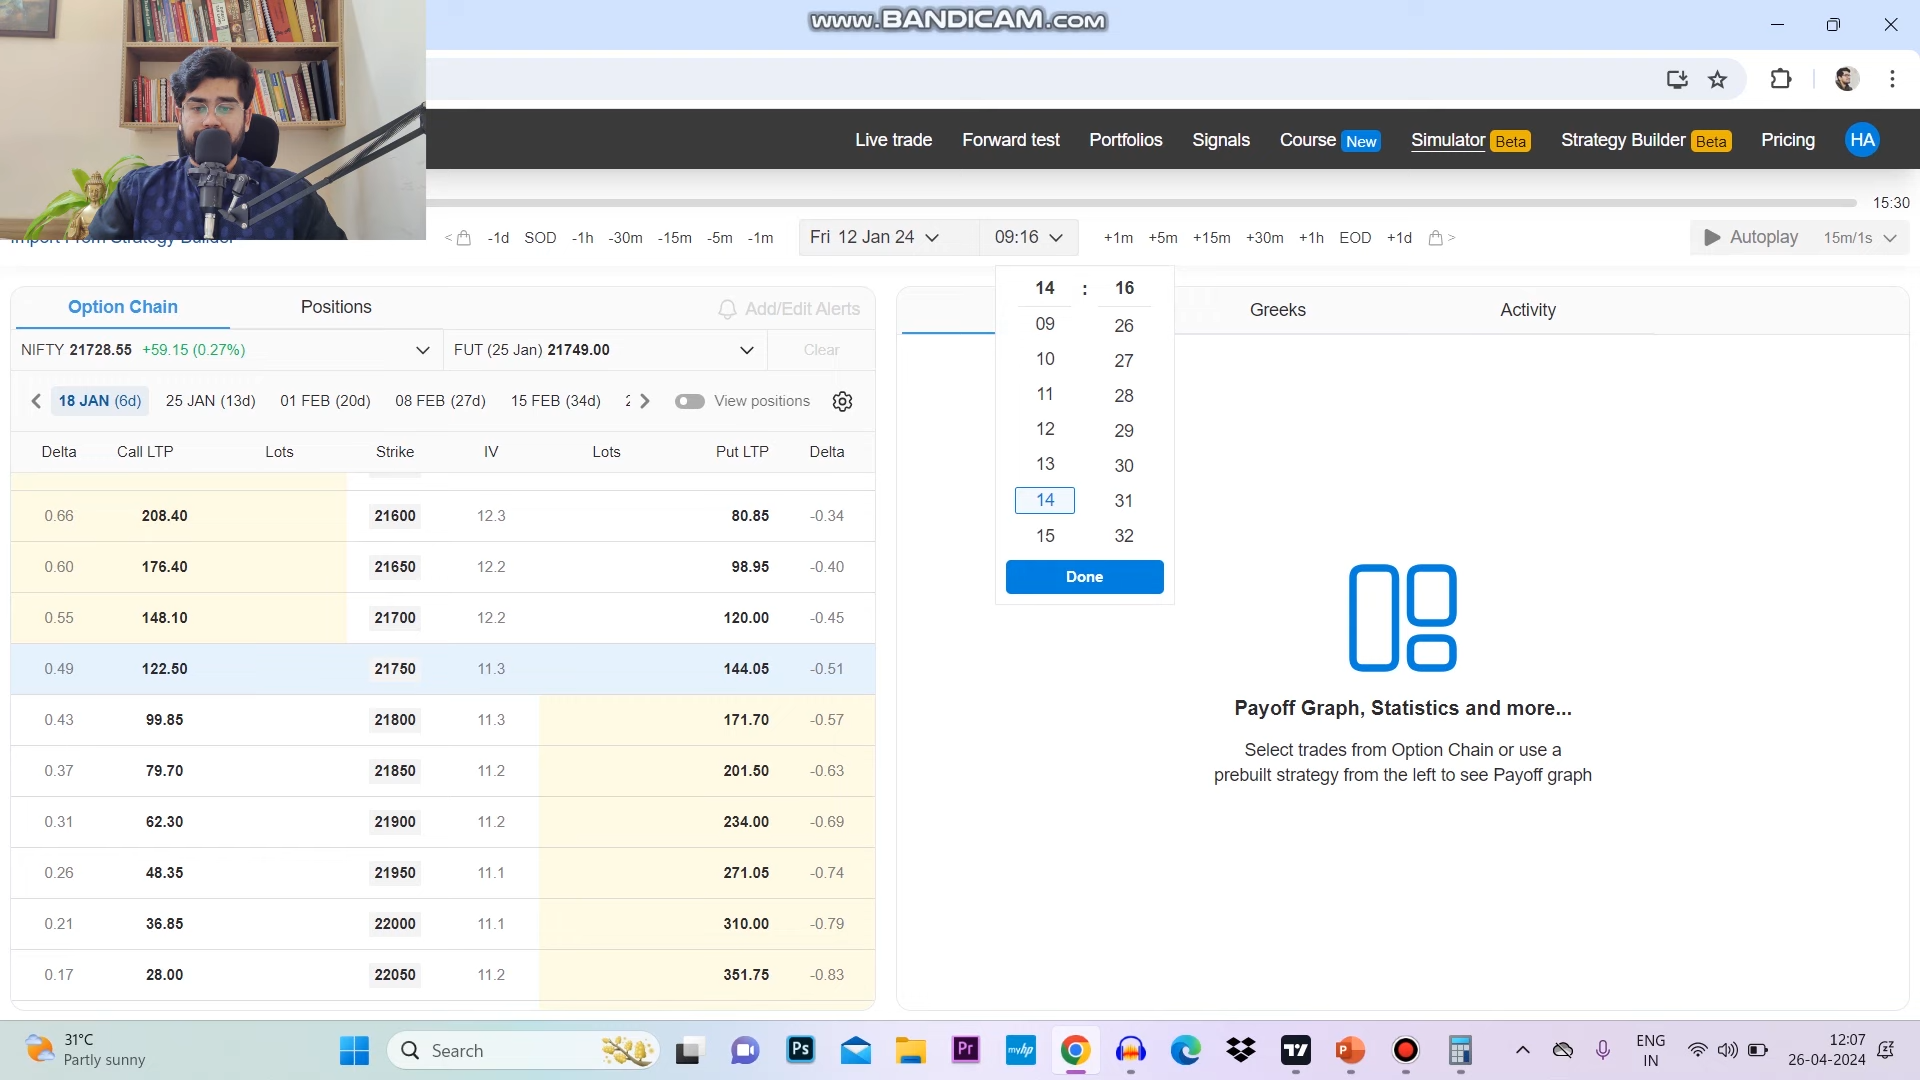 www.BANDICAM.com
Live trade Forward test Portfolios Signals Course New Simulator Beta Strategy Builder Beta Pricing HA
15:30
Import From Strategy Builder
< -1d SOD -1h -30m -15m -5m -1m Fri 12 Jan 24 09:16 +1m +5m +15m +30m +1h EOD +1d > Autoplay 15m/1s
14 : 16
09 26
10 27
11 28
12 29
13 30
14 31
15 32
Done
Option Chain Positions Add/Edit Alerts
NIFTY 21728.55 +59.15 (0.27%) FUT (25 Jan) 21749.00 Clear
18 JAN (6d) 25 JAN (13d) 01 FEB (20d) 08 FEB (27d) 15 FEB (34d) View positions
Delta Call LTP Lots Strike IV Lots Put LTP Delta
0.66 208.40 21600 12.3 80.85 -0.34
0.60 176.40 21650 12.2 98.95 -0.40
0.55 148.10 21700 12.2 120.00 -0.45
0.49 122.50 21750 11.3 144.05 -0.51
0.43 99.85 21800 11.3 171.70 -0.57
0.37 79.70 21850 11.2 201.50 -0.63
0.31 62.30 21900 11.2 234.00 -0.69
0.26 48.35 21950 11.1 271.05 -0.74
0.21 36.85 22000 11.1 310.00 -0.79
0.17 28.00 22050 11.2 351.75 -0.83
Greeks Activity
Payoff Graph, Statistics and more...
Select trades from Option Chain or use a
prebuilt strategy from the left to see Payoff graph
31°C
Partly sunny
Search
Ps
Pr
myhp
ENG
IN
12:07
26-04-2024